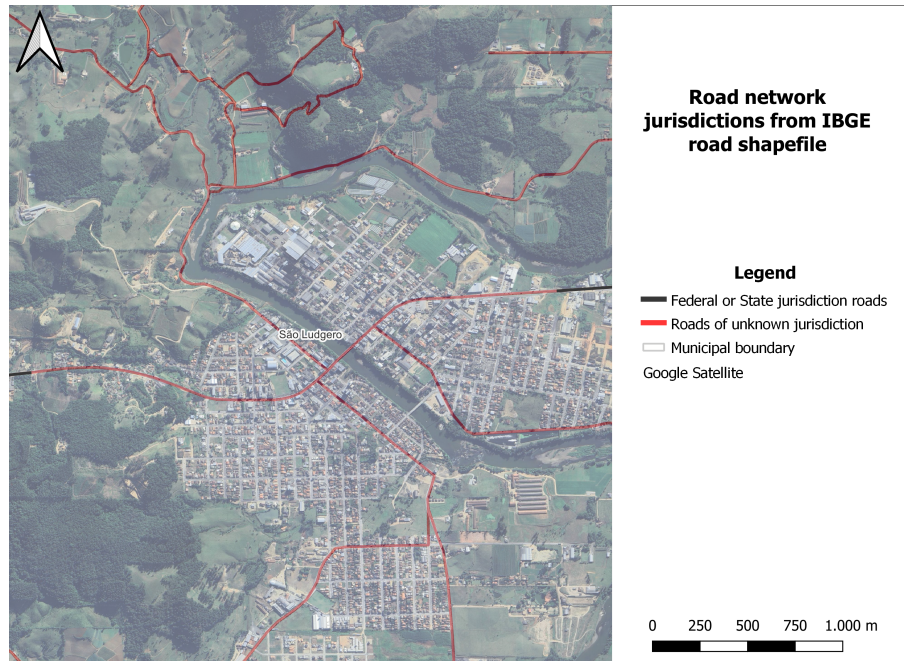 Road network
jurisdictions from IBGE
road shapefile
São Ludgero
Legend
Federal or State jurisdiction roads
Roads of unknown jurisdiction
Municipal boundary
Google Satellite
0 250 500 750 1.000 m